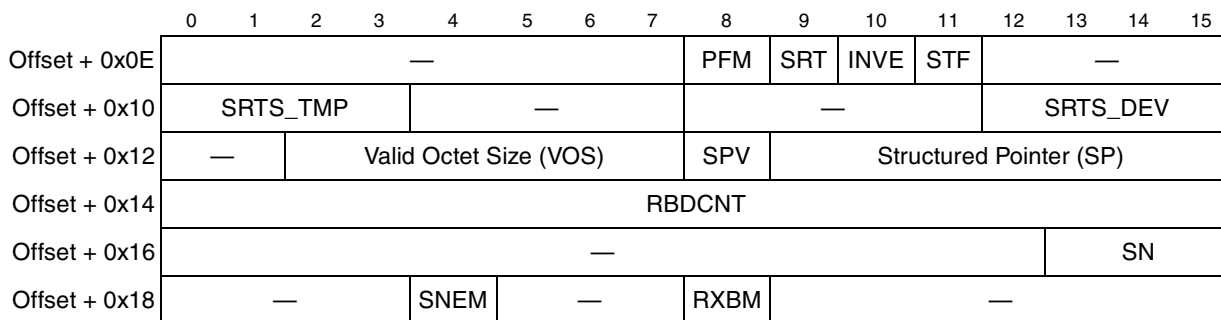 0 1 2 3 4 5 6 7 8 9 10 11 12 13 14 15
Offset + 0x0E — PFM SRT INVE STF —
Offset + 0x10 SRTS_TMP — — SRTS_DEV
Offset + 0x12 — Valid Octet Size (VOS) SPV Structured Pointer (SP)
Offset + 0x14 RBDCNT
Offset + 0x16 — SN
Offset + 0x18 — SNEM — RXBM —